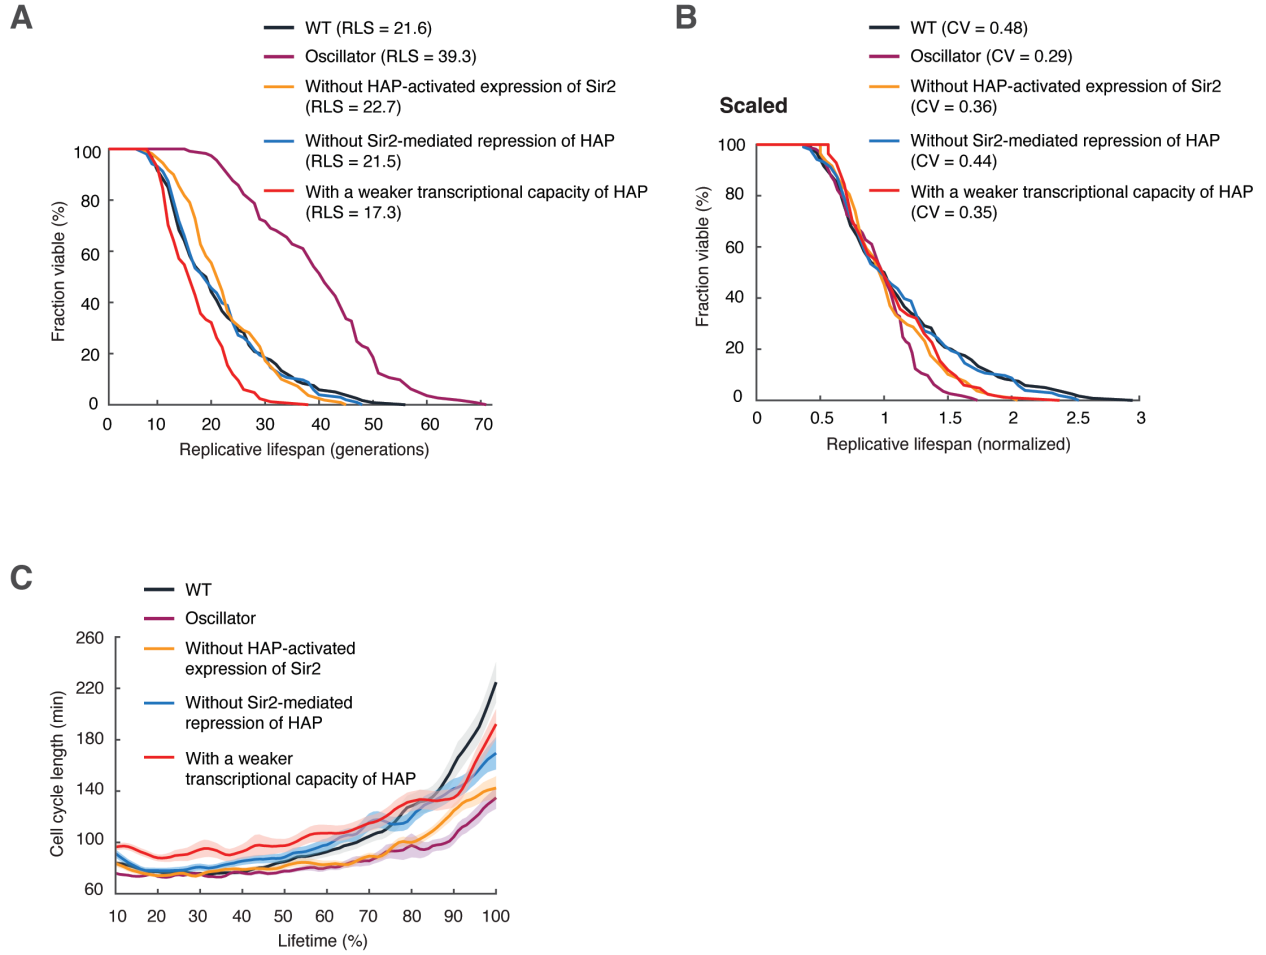 A
WT (RLS = 21.6)
Oscillator (RLS = 39.3)
Without HAP-activated expression of Sir2
(RLS = 22.7)
Without Sir2-mediated repression of HAP
(RLS = 21.5)
With a weaker transcriptional capacity of HAP
(RLS = 17.3)
Fraction viable (%)
100
80
60
40
20
0
0 10 20 30 40 50 60 70
Replicative lifespan (generations)
B
WT (CV = 0.48)
Oscillator (CV = 0.29)
Without HAP-activated expression of Sir2
(CV = 0.36)
Without Sir2-mediated repression of HAP
(CV = 0.44)
With a weaker transcriptional capacity of HAP
(CV = 0.35)
Scaled
Fraction viable (%)
100
80
60
40
20
0
0 0.5 1 1.5 2 2.5 3
Replicative lifespan (normalized)
C
WT
Oscillator
Without HAP-activated
expression of Sir2
Without Sir2-mediated
repression of HAP
With a weaker
transcriptional capacity of HAP
Cell cycle length (min)
260
220
180
140
100
60
10 20 30 40 50 60 70 80 90 100
Lifetime (%)